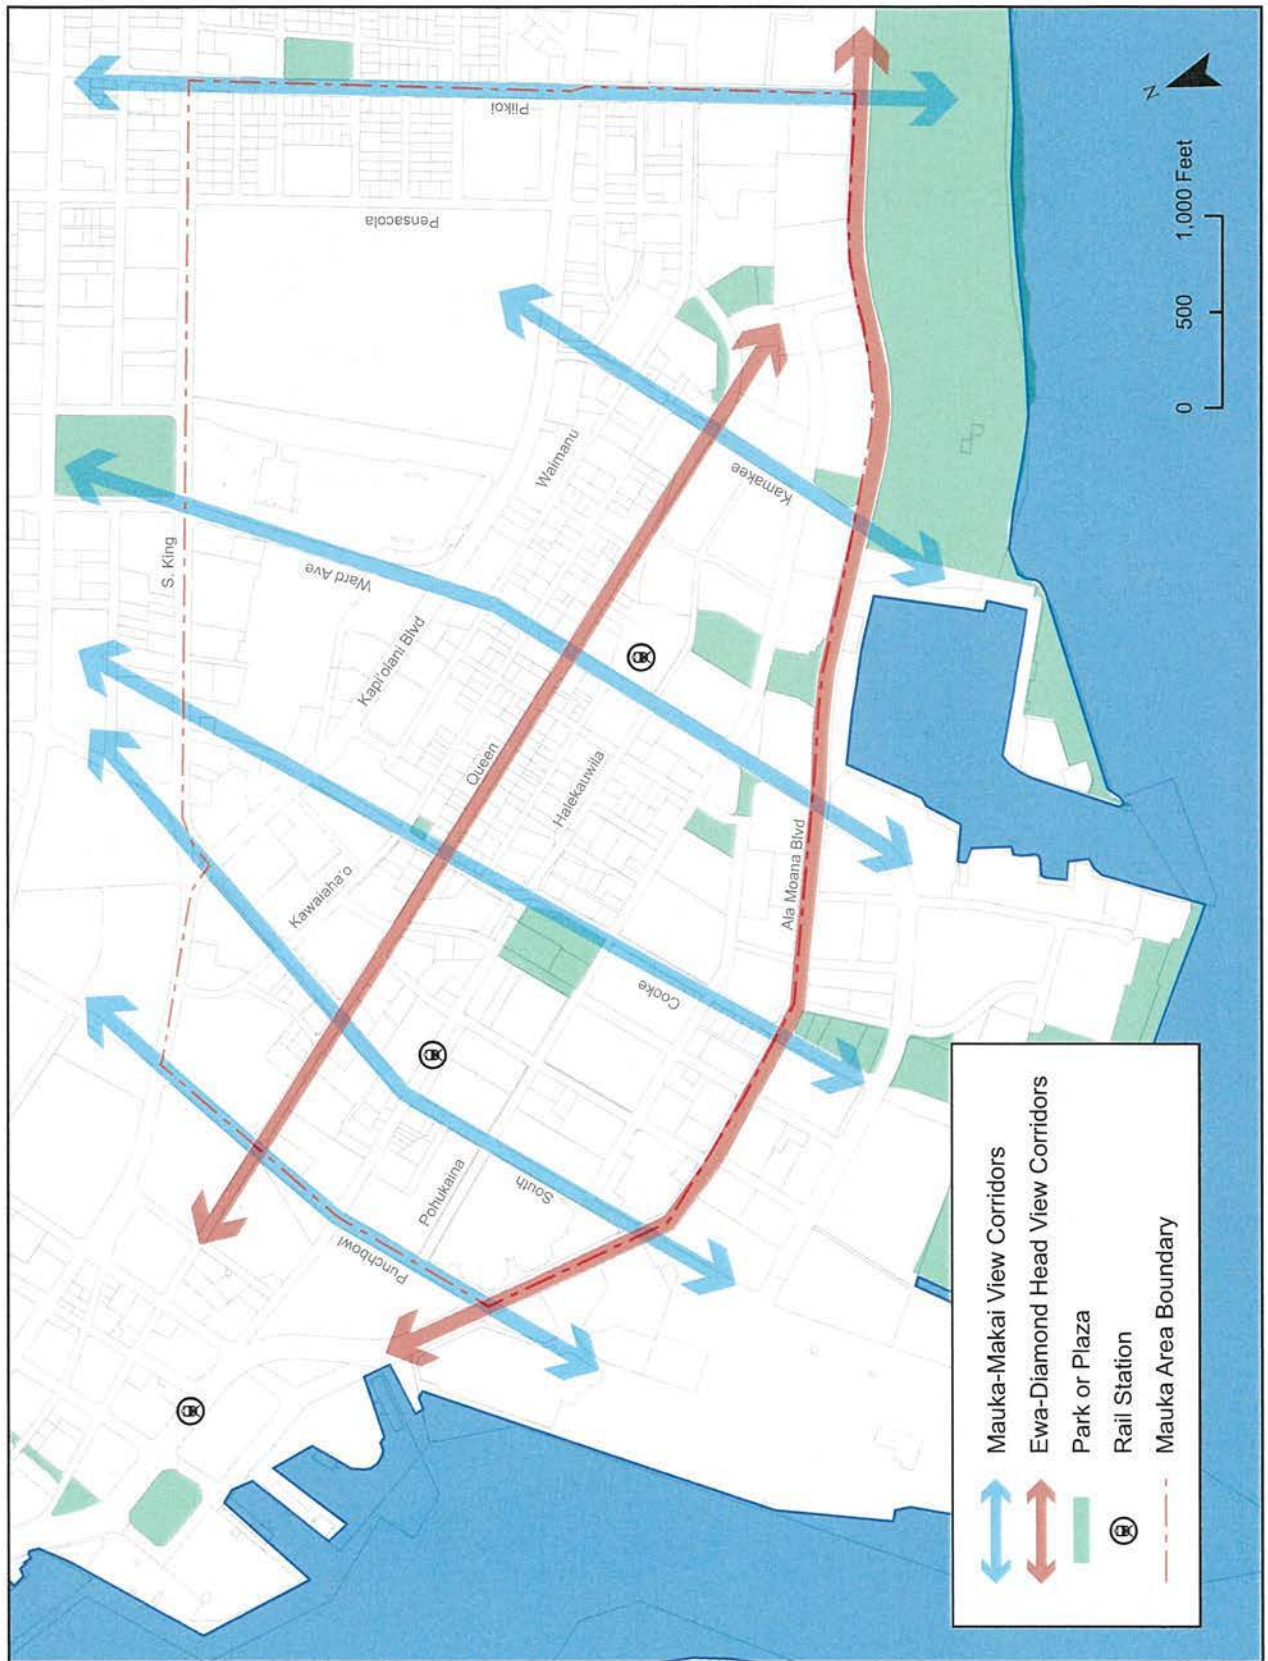 Piikoi
Pensacola
S. King
Ward Ave
Kapi'olani Blvd
Waimanu
Kamakee
Queen
Halekauwila
Kawaiaha'o
Ala Moana Blvd
Cooke
Pohukaina
South
Punchbowl
N
0 500 1,000 Feet
Mauka-Makai View Corridors
Ewa-Diamond Head View Corridors
Park or Plaza
Rail Station
Mauka Area Boundary